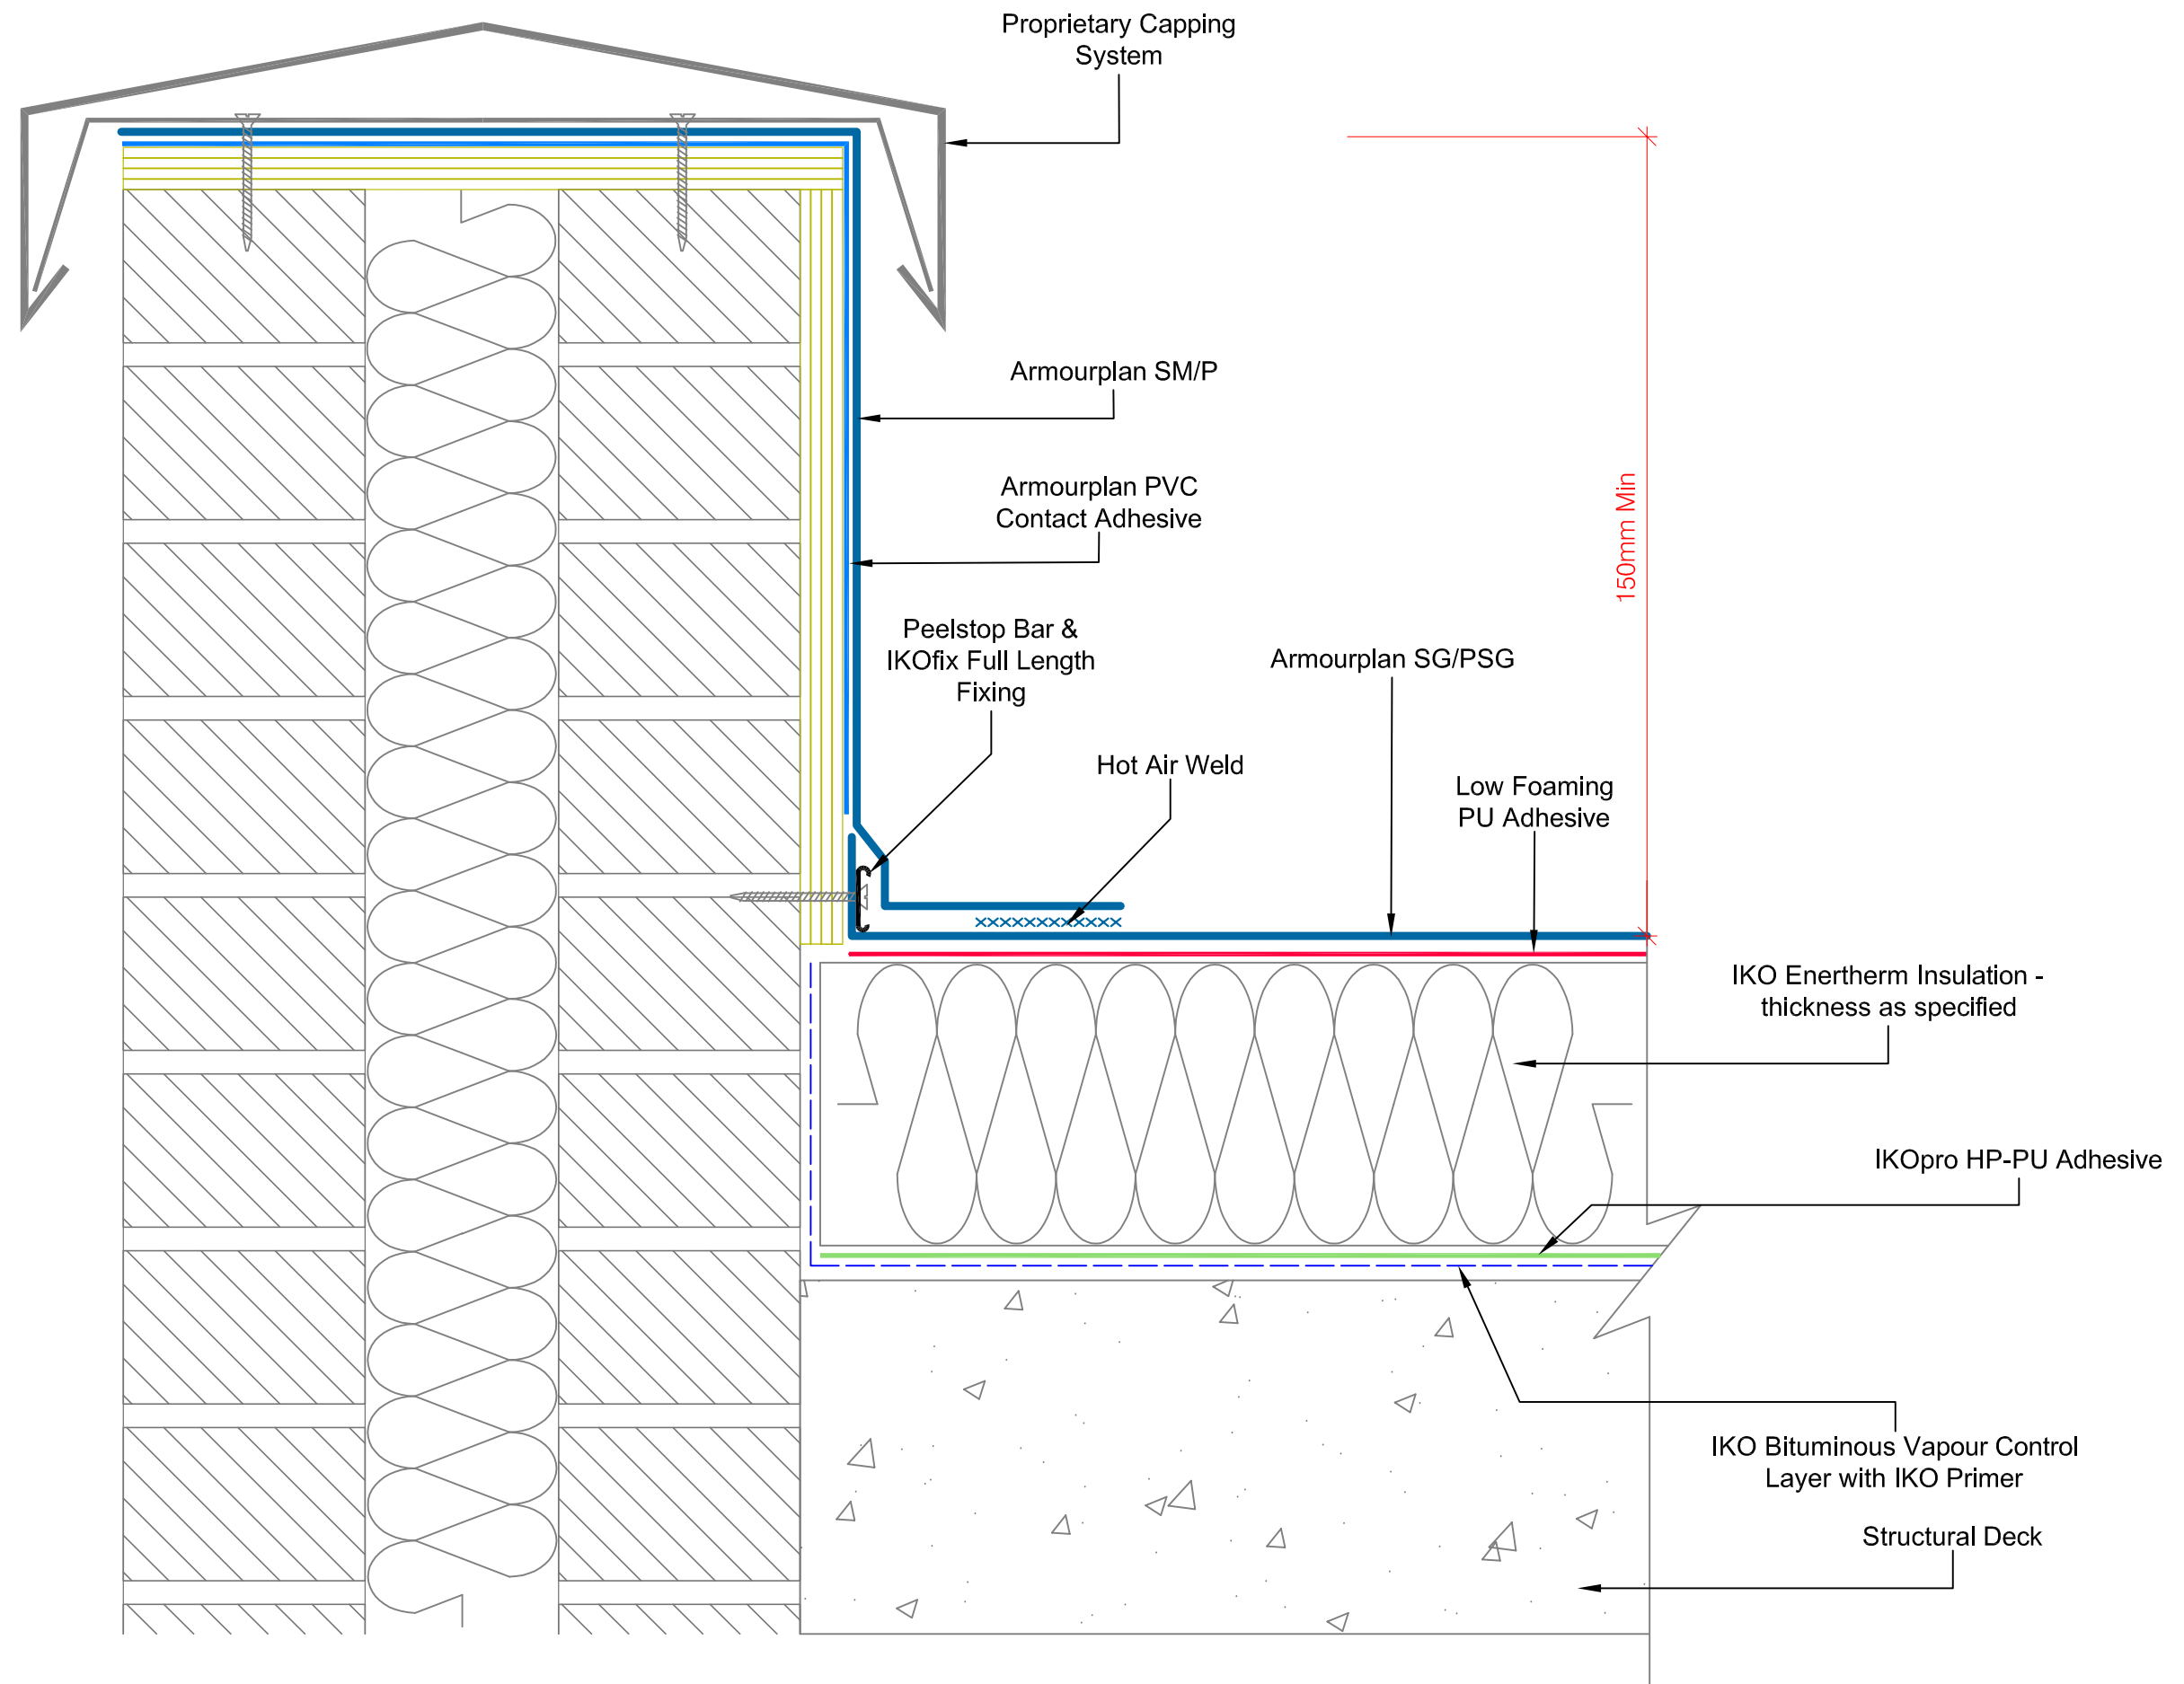 Proprietary Capping
System
Armourplan SM/P
Armourplan PVC
Contact Adhesive
150mm Min
Peelstop Bar &
IKOfix Full Length
Fixing
Armourplan SG/PSG
Hot Air Weld
Low Foaming
PU Adhesive
IKO Enertherm Insulation -
thickness as specified
IKOpro HP-PU Adhesive
IKO Bituminous Vapour Control
Layer with IKO Primer
Structural Deck